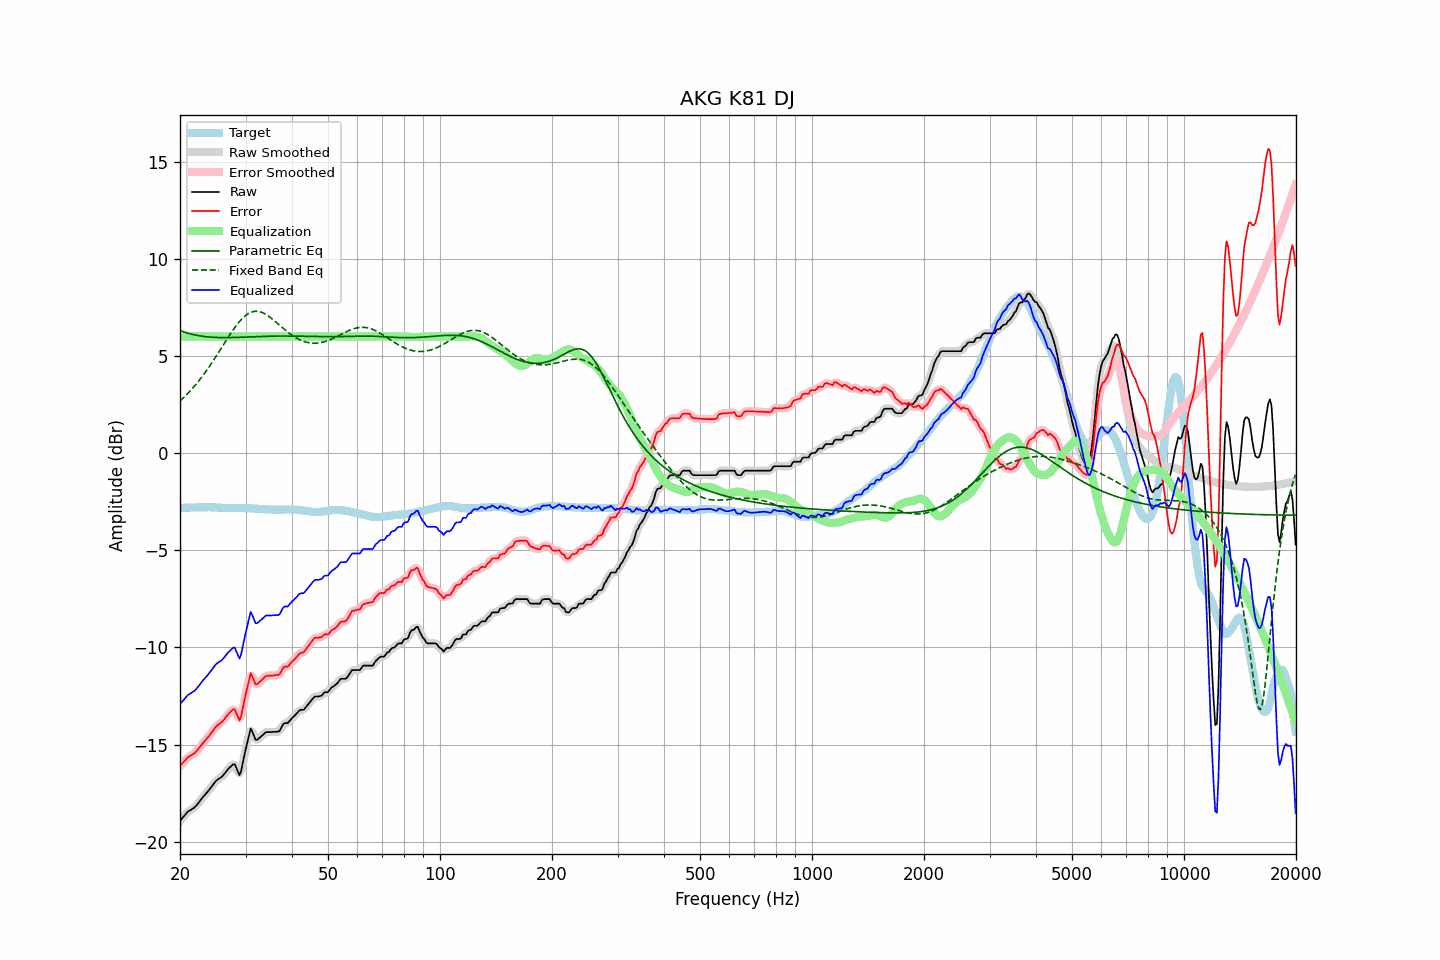 AKG K81 DJ
Target
Raw Smoothed
Error Smoothed
Raw
Error
Equalization
Parametric Eq
Fixed Band Eq
Equalized
Amplitude (dBr)
15
10
5
0
−5
−10
−15
−20
20
50
100
200
500
1000
2000
5000
10000
20000
Frequency (Hz)